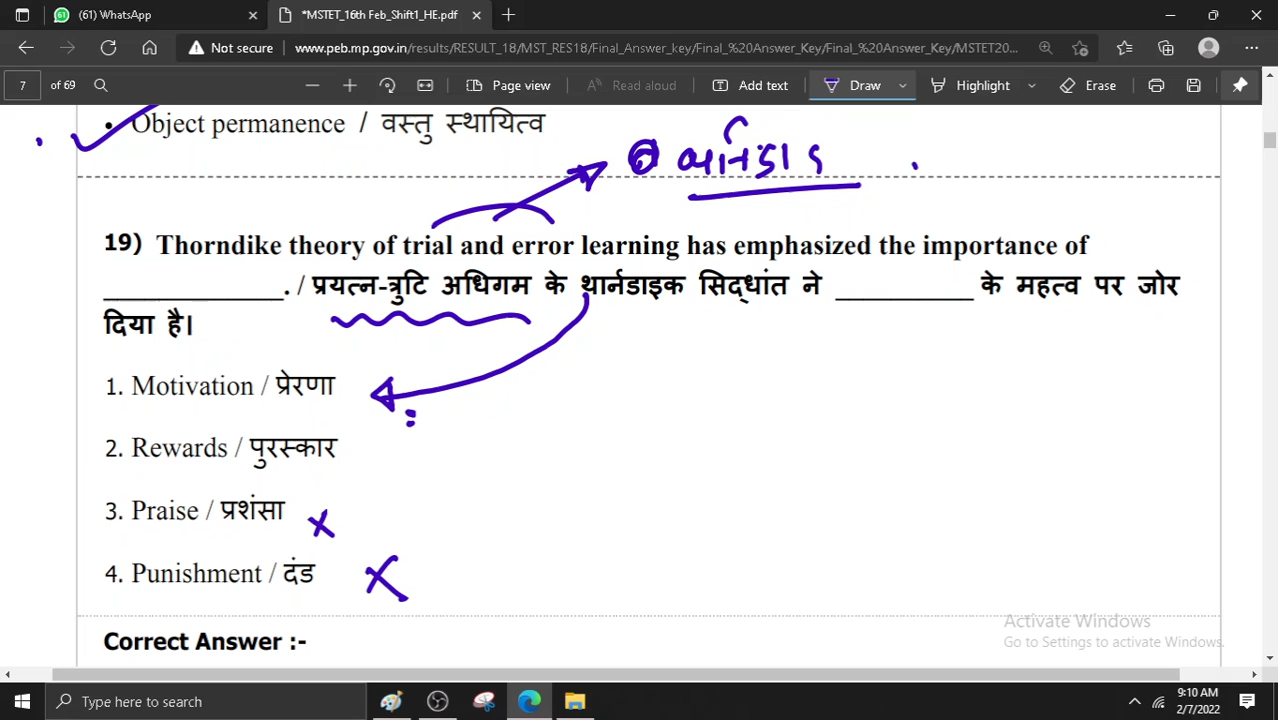 (61) WhatsApp
*MSTET_16th Feb_Shift1_HE.pdf
Not secure www.peb.mp.gov.in/results/RESULT_18/MST_RES18/Final_Answer_key/Final_%20Answer_Key/Final_%20Answer_Key/MSTET20...
7 of 69 Page view Read aloud Add text Draw Highlight Erase
• Object permanence / वस्तु स्थायित्व
19) Thorndike theory of trial and error learning has emphasized the importance of
_____________. / प्रयत्न-त्रुटि अधिगम के थार्नडाइक सिद्धांत ने __________ के महत्व पर जोर
दिया है।
1. Motivation / प्रेरणा
2. Rewards / पुरस्कार
3. Praise / प्रशंसा
4. Punishment / दंड
Activate Windows
Go to Settings to activate Windows.
Correct Answer :-
Type here to search
9:10 AM
2/7/2022